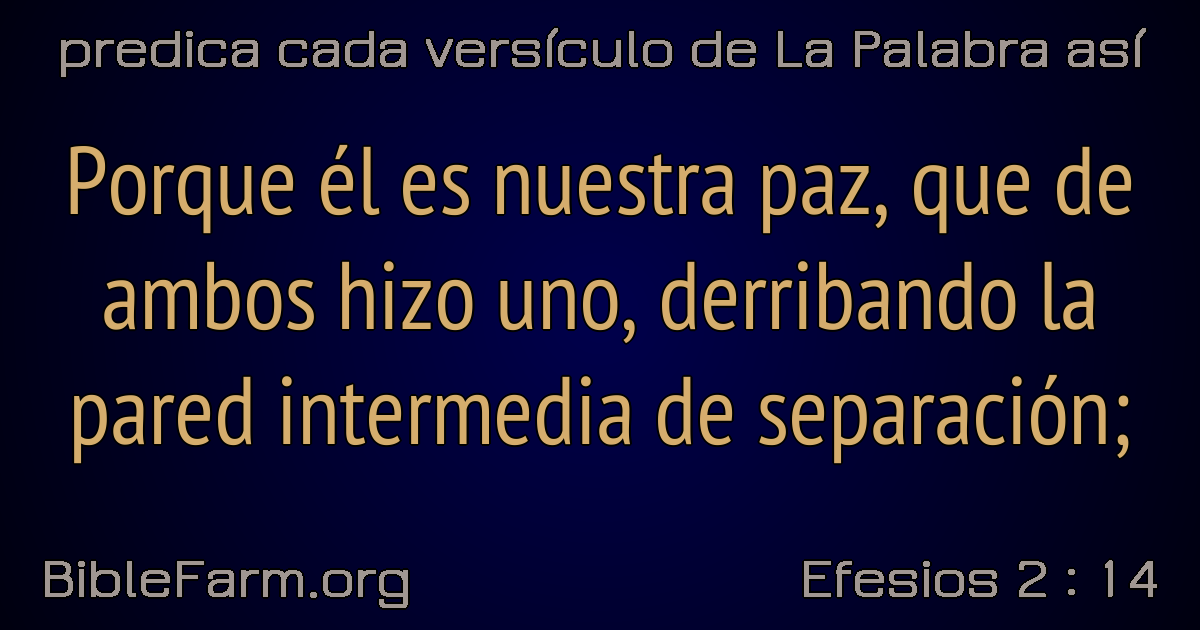 predica cada versículo de La Palabra así
Porque él es nuestra paz, que de
ambos hizo uno, derribando la
pared intermedia de separación;
BibleFarm.org
Efesios 2 : 14